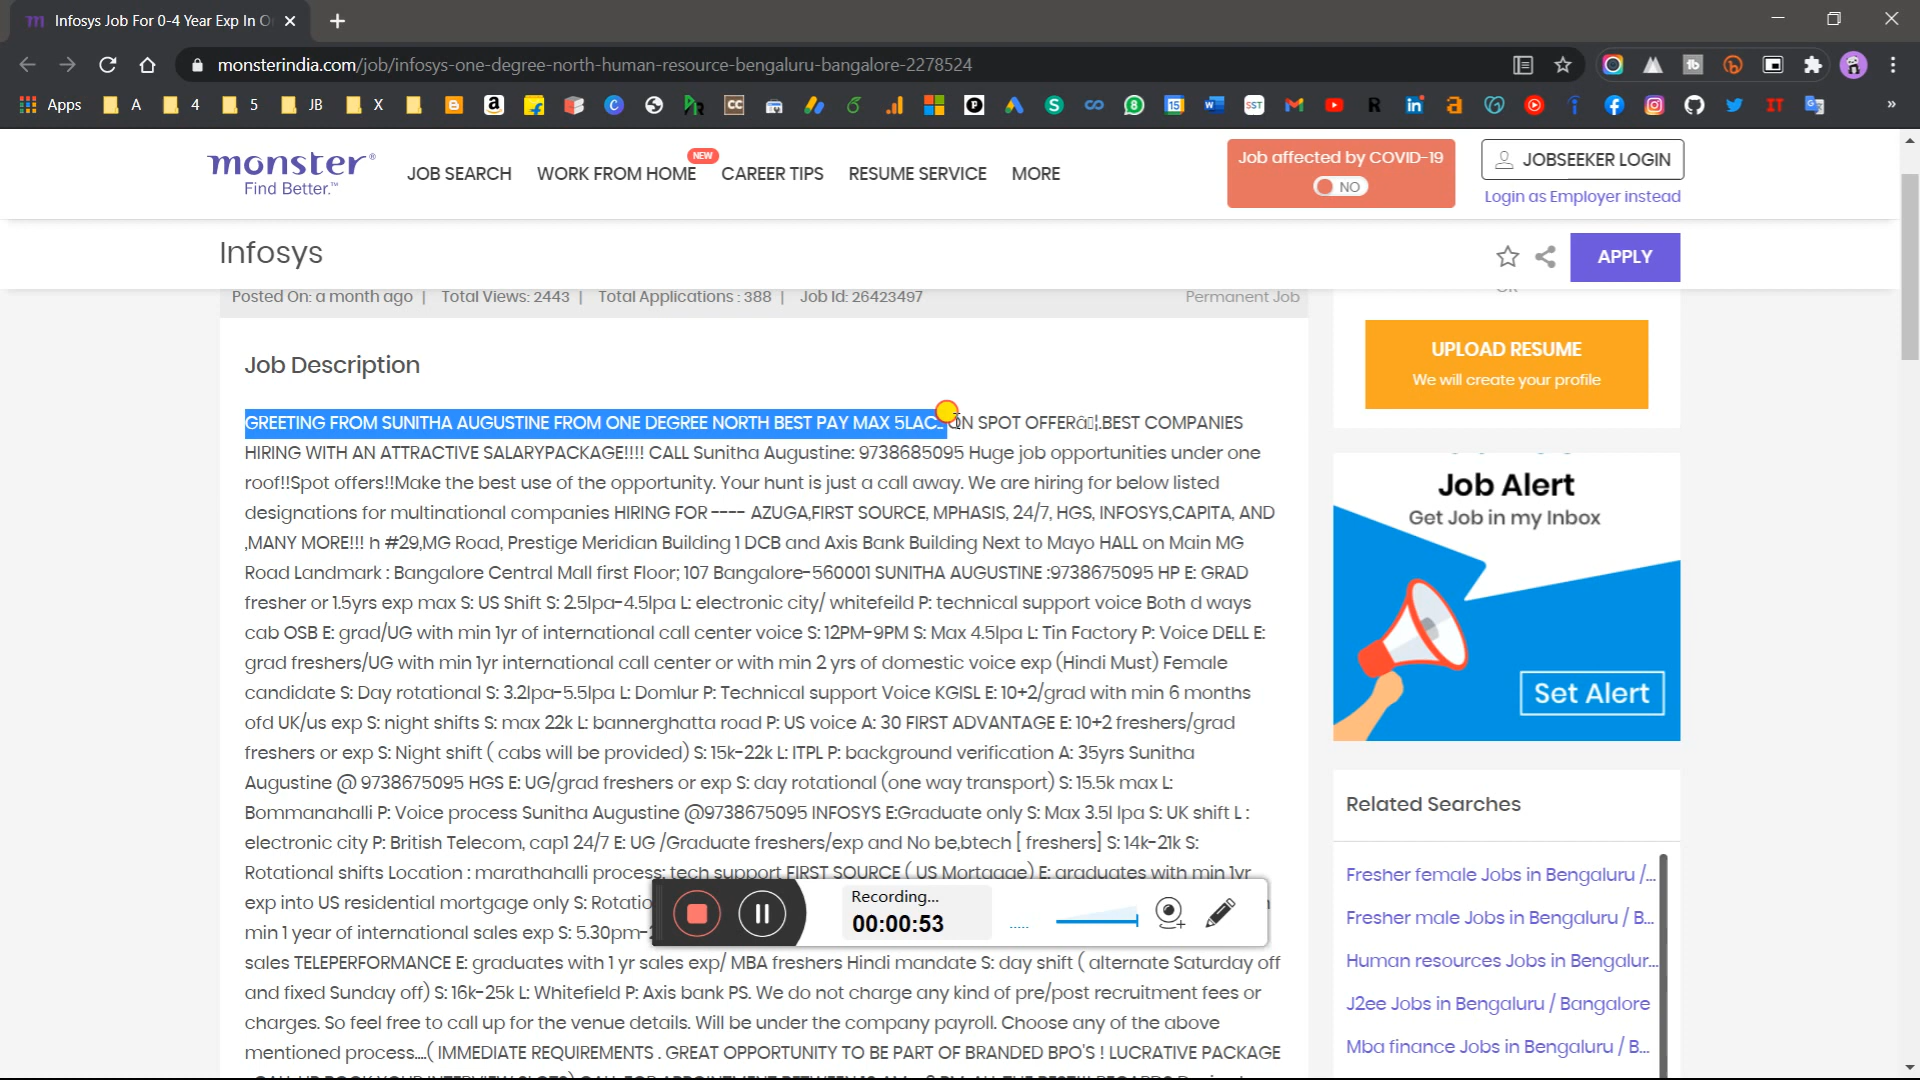 Infosys Job For 0-4 Year Exp In O
monsterindia.com/job/infosys-one-degree-north-human-resource-bengaluru-bangalore-2278524
Apps A 4 5 JB X
monster
Find Better.™
JOB SEARCH WORK FROM HOME NEW CAREER TIPS RESUME SERVICE MORE
Job affected by COVID-19
NO
JOBSEEKER LOGIN
Login as Employer instead
Infosys
APPLY
Posted On: a month ago | Total Views: 2443 | Total Applications : 388 | Job Id: 26423497
Permanent Job
Job Description
GREETING FROM SUNITHA AUGUSTINE FROM ONE DEGREE NORTH BEST PAY MAX 5LAC. ON SPOT OFFERâ¦.BEST COMPANIES
HIRING WITH AN ATTRACTIVE SALARYPACKAGE!!!! CALL Sunitha Augustine: 9738685095 Huge job opportunities under one
roof!!Spot offers!!Make the best use of the opportunity. Your hunt is just a call away. We are hiring for below listed
designations for multinational companies HIRING FOR ---- AZUGA,FIRST SOURCE, MPHASIS, 24/7, HGS, INFOSYS,CAPITA, AND
,MANY MORE!!! h #29,MG Road, Prestige Meridian Building 1 DCB and Axis Bank Building Next to Mayo HALL on Main MG
Road Landmark : Bangalore Central Mall first Floor; 107 Bangalore-560001 SUNITHA AUGUSTINE :9738675095 HP E: GRAD
fresher or 1.5yrs exp max S: US Shift S: 2.5lpa-4.5lpa L: electronic city/ whitefeild P: technical support voice Both d ways
cab OSB E: grad/UG with min 1yr of international call center voice S: 12PM-9PM S: Max 4.5lpa L: Tin Factory P: Voice DELL E:
grad freshers/UG with min 1yr international call center or with min 2 yrs of domestic voice exp (Hindi Must) Female
candidate S: Day rotational S: 3.2lpa-5.5lpa L: Domlur P: Technical support Voice KGISL E: 10+2/grad with min 6 months
ofd UK/us exp S: night shifts S: max 22k L: bannerghatta road P: US voice A: 30 FIRST ADVANTAGE E: 10+2 freshers/grad
freshers or exp S: Night shift ( cabs will be provided) S: 15k-22k L: ITPL P: background verification A: 35yrs Sunitha
Augustine @ 9738675095 HGS E: UG/grad freshers or exp S: day rotational (one way transport) S: 15.5k max L:
Bommanahalli P: Voice process Sunitha Augustine @9738675095 INFOSYS E:Graduate only S: Max 3.5l lpa S: UK shift L :
electronic city P: British Telecom, cap1 24/7 E: UG /Graduate freshers/exp and No be,btech [ freshers] S: 14k-21k S:
Rotational shifts Location : marathahalli process: tech support FIRST SOURCE ( US Mortgage) E: graduates with min 1yr
exp into US residential mortgage only S: Rotatio
min 1 year of international sales exp S: 5.30pm-
sales TELEPERFORMANCE E: graduates with 1 yr sales exp/ MBA freshers Hindi mandate S: day shift ( alternate Saturday off
and fixed Sunday off) S: 16k-25k L: Whitefield P: Axis bank PS. We do not charge any kind of pre/post recruitment fees or
charges. So feel free to call up for the venue details. Will be under the company payroll. Choose any of the above
mentioned process....( IMMEDIATE REQUIREMENTS . GREAT OPPORTUNITY TO BE PART OF BRANDED BPO'S ! LUCRATIVE PACKAGE
Recording...
00:00:53
UPLOAD RESUME
We will create your profile
Job Alert
Get Job in my Inbox
Set Alert
Related Searches
Fresher female Jobs in Bengaluru /...
Fresher male Jobs in Bengaluru / B...
Human resources Jobs in Bengalur...
J2ee Jobs in Bengaluru / Bangalore
Mba finance Jobs in Bengaluru / B...